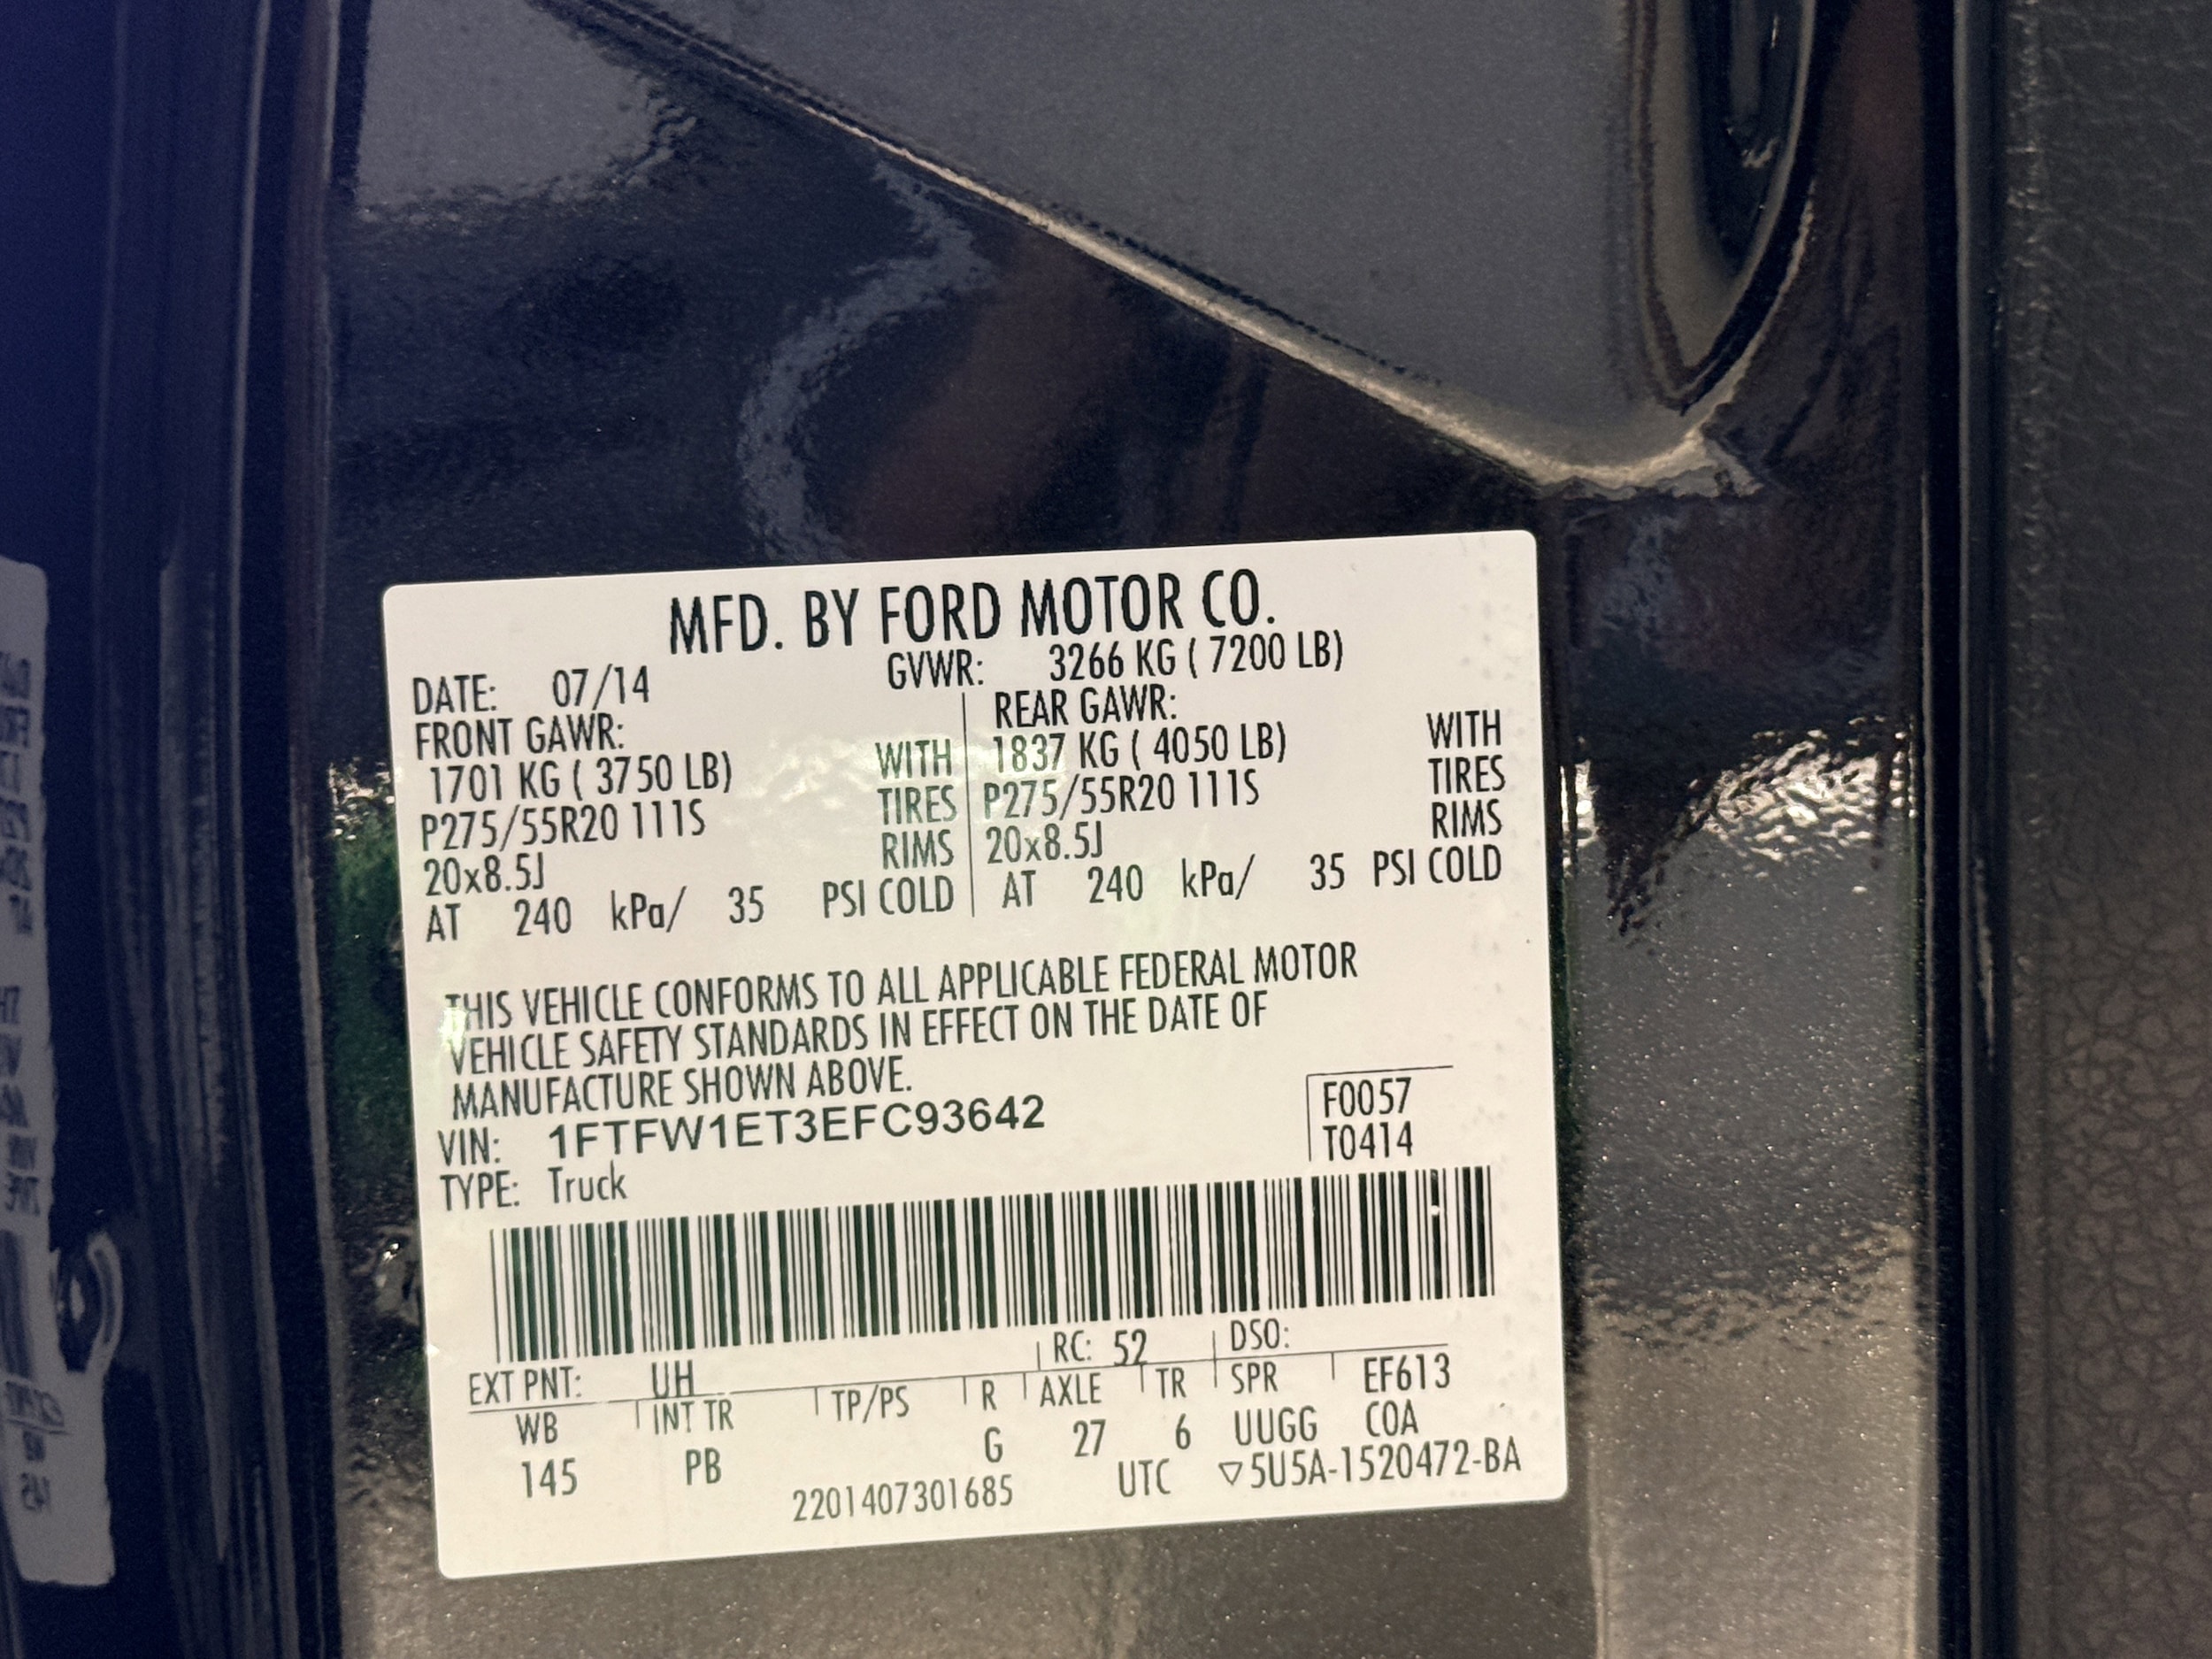 MFD. BY FORD MOTOR CO.
DATE: 07/14 GVWR: 3266 KG ( 7200 LB)
FRONT GAWR: REAR GAWR:
1701 KG ( 3750 LB) WITH 1837 KG ( 4050 LB) WITH
P275/55R20 111S TIRES P275/55R20 111S TIRES
20x8.5J RIMS 20x8.5J RIMS
AT 240 kPa/ 35 PSI COLD AT 240 kPa/ 35 PSI COLD
THIS VEHICLE CONFORMS TO ALL APPLICABLE FEDERAL MOTOR
VEHICLE SAFETY STANDARDS IN EFFECT ON THE DATE OF
MANUFACTURE SHOWN ABOVE.
VIN: 1FTFW1ET3EFC93642 F0057
TYPE: Truck T0414
EXT PNT: UH RC: 52 DSO:
WB INT TR TP/PS R AXLE TR SPR EF613
145 PB G 27 6 UUGG COA
2201407301685 UTC ▽5U5A-1520472-BA